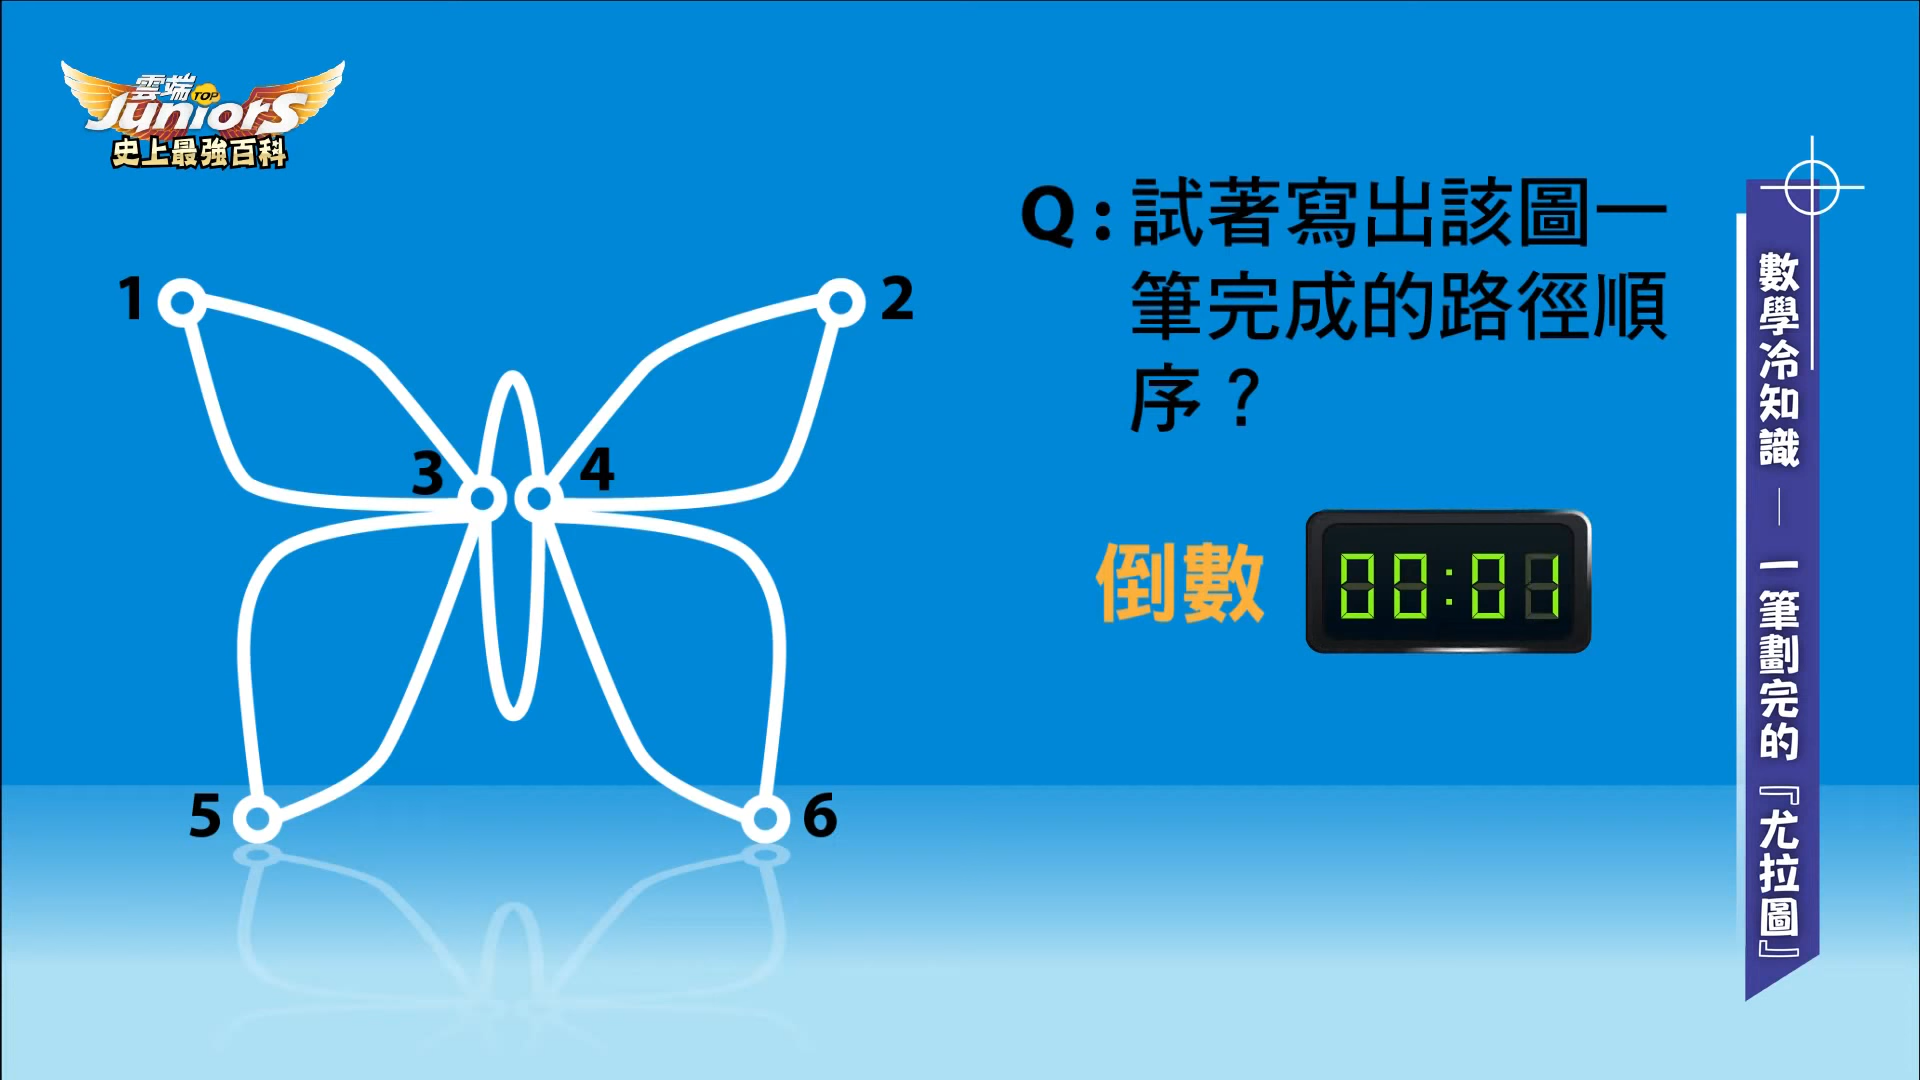 雲端
TOP
Juniors
史上最強百科
Q : 試著寫出該圖一
筆完成的路徑順
序？
1
2
3
4
5
6
倒數
00:01
數學冷知識 — 一筆劃完的『尤拉圖』